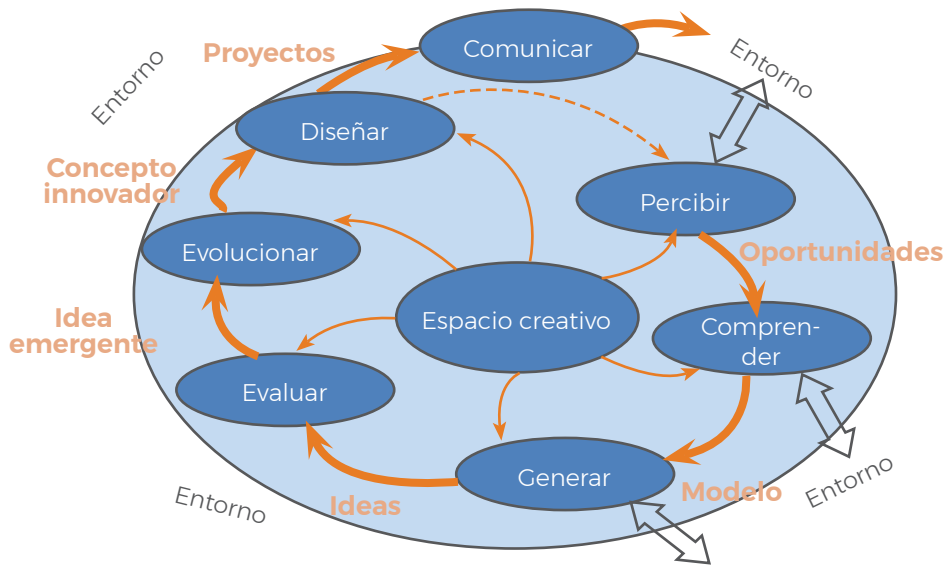 Proyectos
Comunicar
Entorno
Entorno
Diseñar
Concepto
innovador
Percibir
Evolucionar
Oportunidades
Idea
emergente
Espacio creativo
Compren-
der
Evaluar
Generar
Modelo
Entorno
Entorno
Ideas